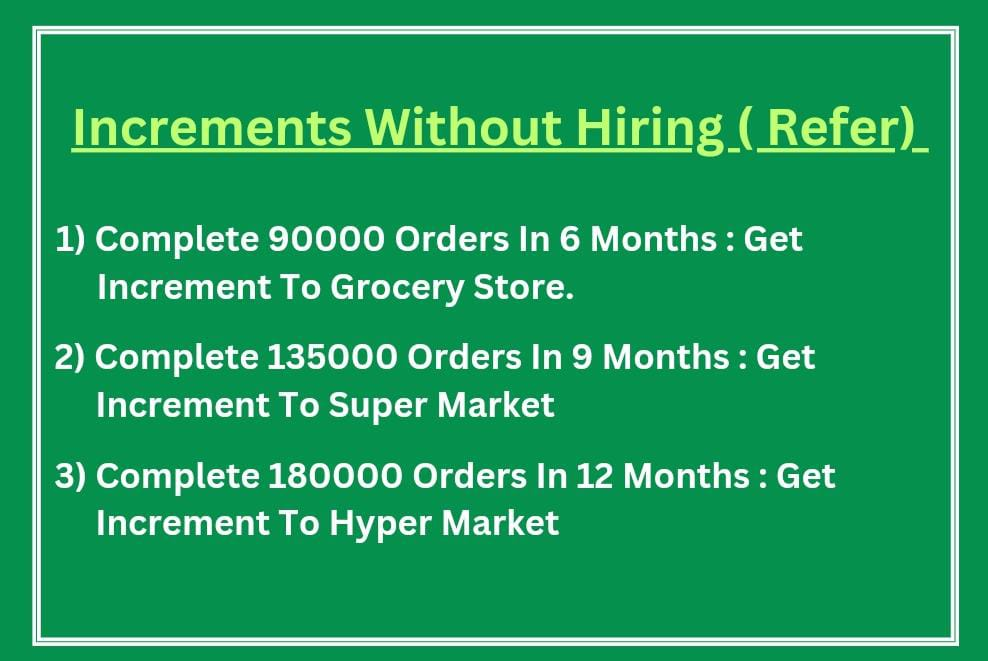 Increments Without Hiring ( Refer)
1) Complete 90000 Orders In 6 Months : Get
Increment To Grocery Store.
2) Complete 135000 Orders In 9 Months : Get
Increment To Super Market
3) Complete 180000 Orders In 12 Months : Get
Increment To Hyper Market